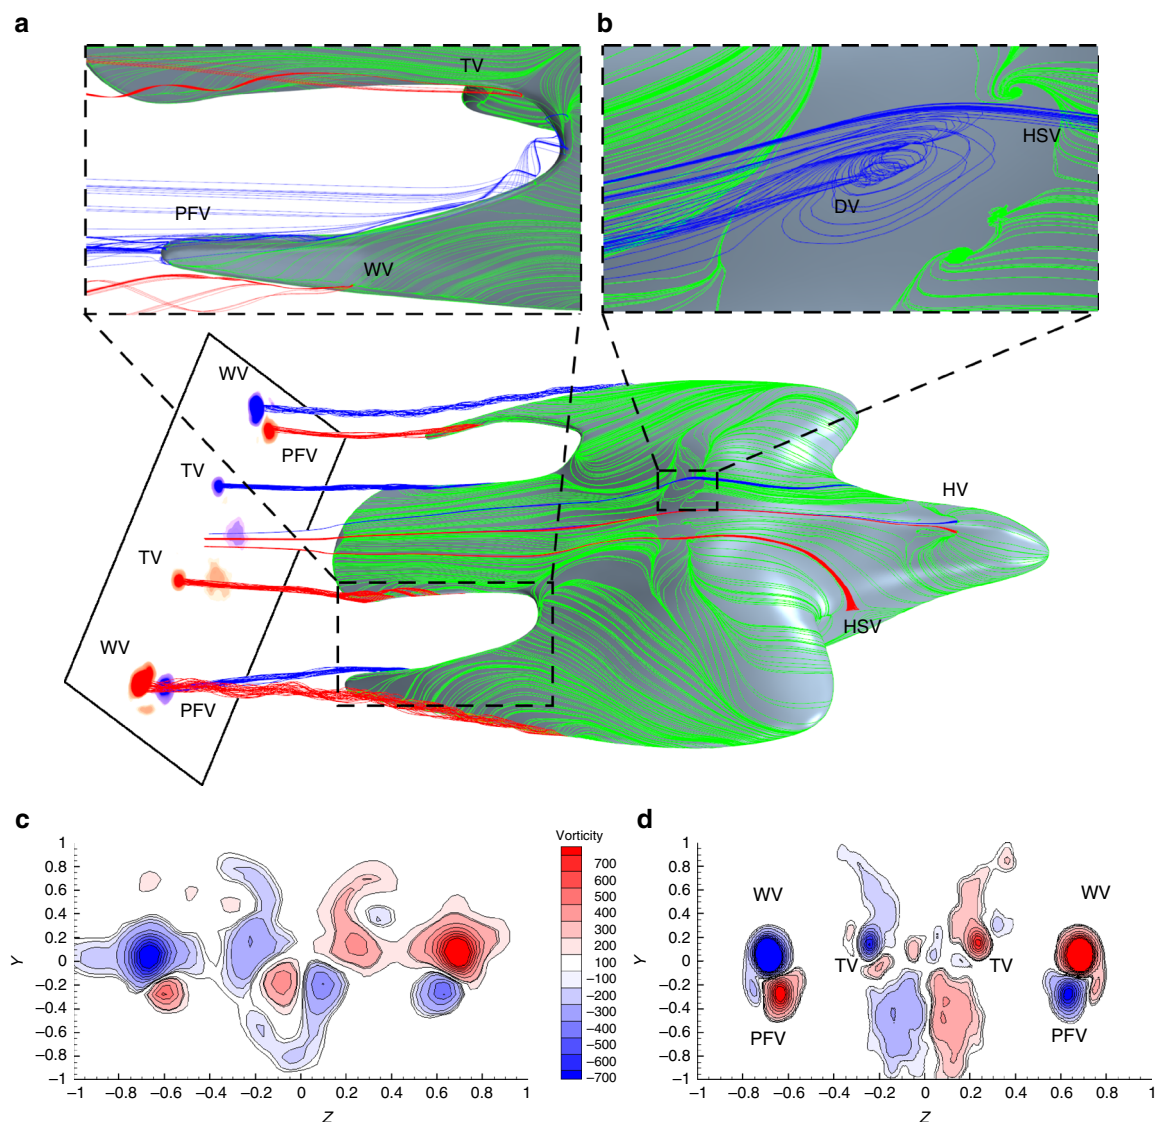 a
b
TV
PFV
WV
HSV
DV
WV
PFV
TV
HV
TV
HSV
WV
PFV
c
d
Vorticity
1
0.8
0.6
0.4
0.2
0
−0.2
−0.4
−0.6
−0.8
−1
Y
−0.8 −0.6 −0.4 −0.2 0 0.2 0.4 0.6 0.8 1
Z
700
600
500
400
300
200
100
−100
−200
−300
−400
−500
−600
−700
1
0.8
0.6
0.4
0.2
0
−0.2
−0.4
−0.6
−0.8
−1
Y
WV
WV
TV
TV
PFV
PFV
−1 −0.8 −0.6 −0.4 −0.2 0 0.2 0.4 0.6 0.8 1
Z